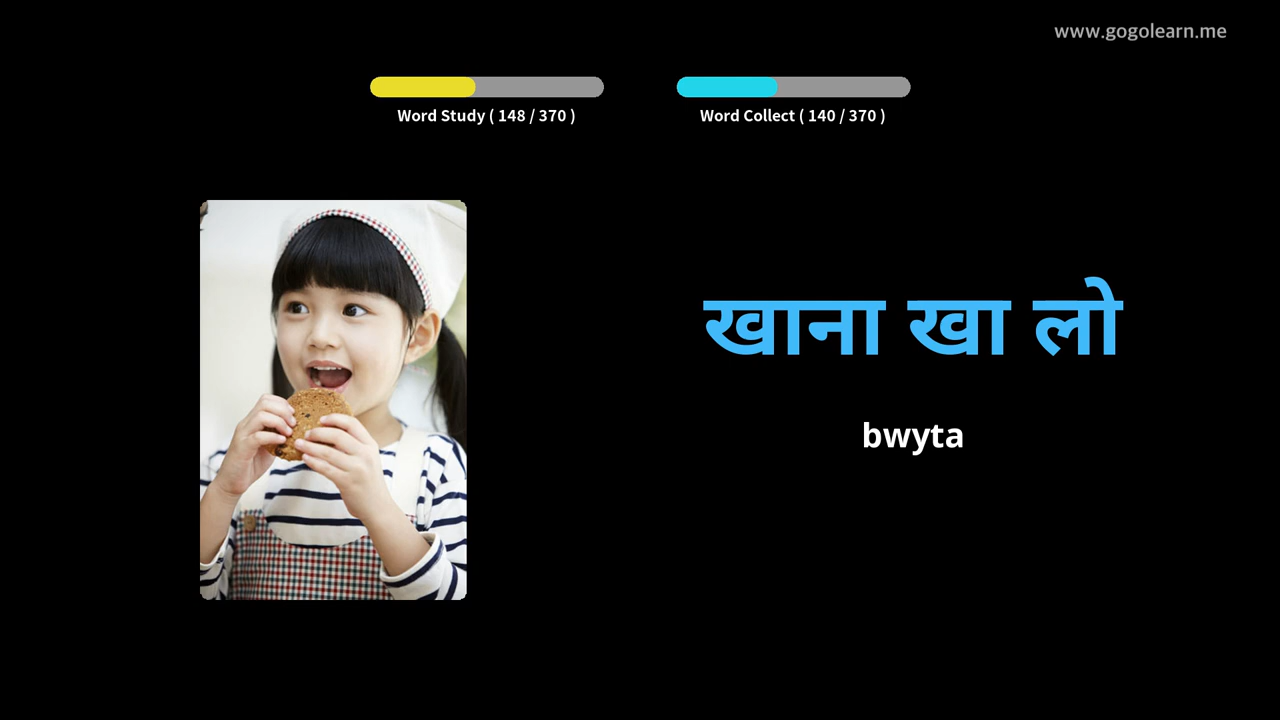 www.gogolearn.me
Word Study ( 148 / 370 )
Word Collect ( 140 / 370 )
खाना खा लो
bwyta